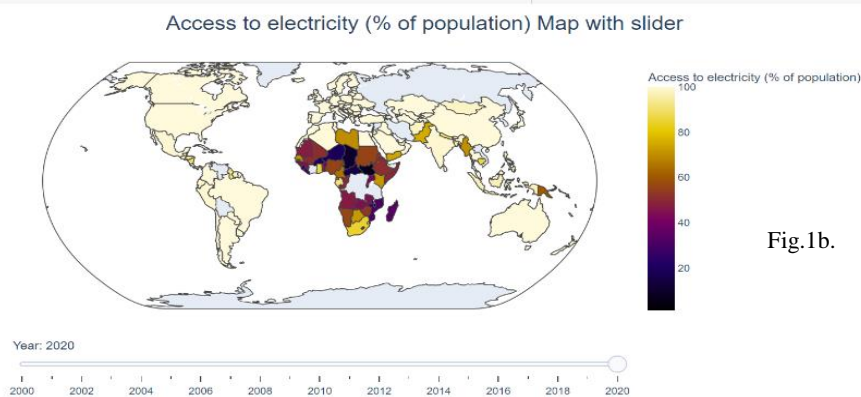 Access to electricity (% of population) Map with slider
Access to electricity (% of population)
100
80
60
40
20
Fig.1b.
Year: 2020
2000 2002 2004 2006 2008 2010 2012 2014 2016 2018 2020